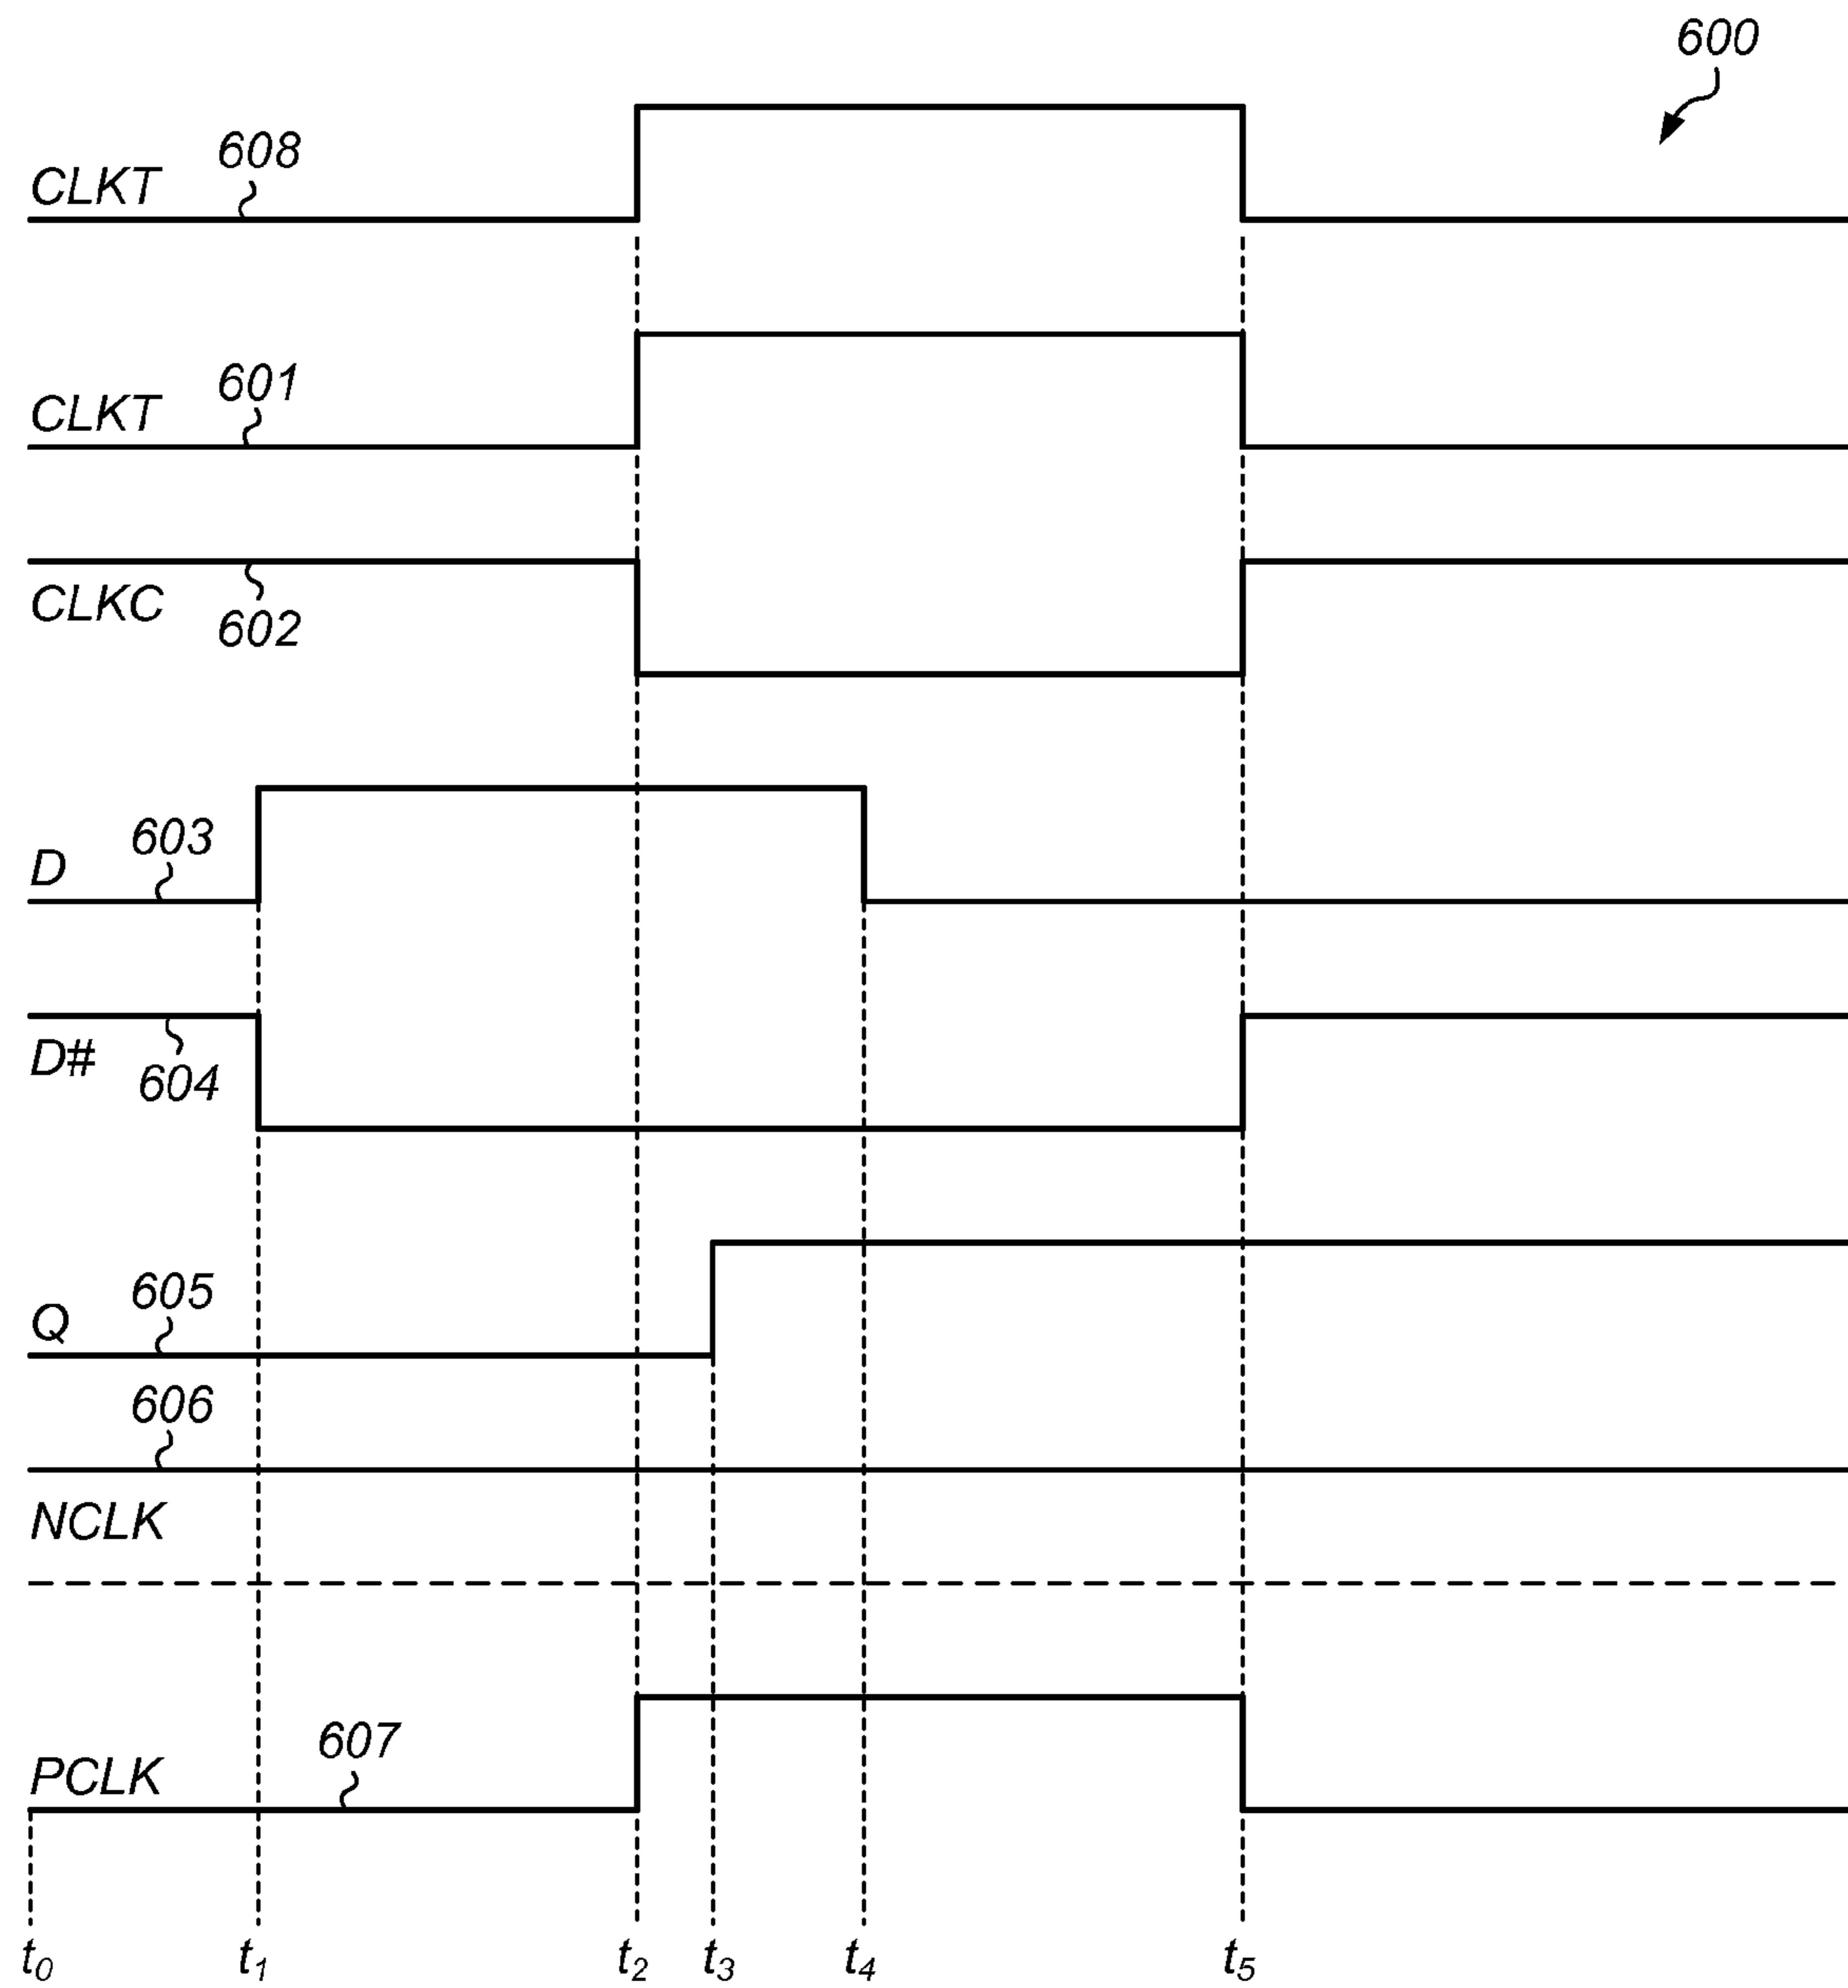 600
608
CLKT
601
CLKT
CLKC
602
603
D
D#
604
605
Q
606
NCLK
607
PCLK
t0 t1 t2 t3 t4 t5